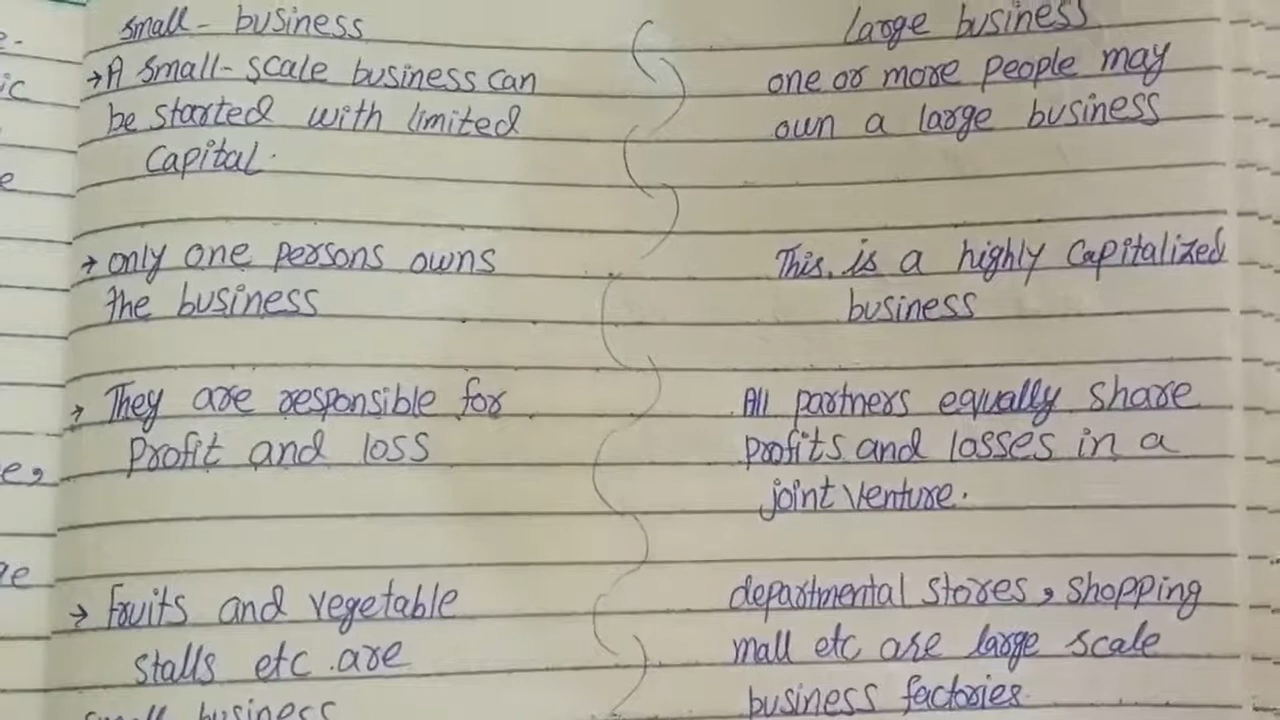 small - business
→ A small-scale business can
be started with limited
capital.
→ only one persons owns
the business
→ They are responsible for
Profit and loss
→ fruits and vegetable
stalls etc are
small business
large business
one or more people may
own a large business
This is a highly capitalized
business
All partners equally share
profits and losses in a
joint venture.
departmental stores, shopping
mall etc are large scale
business factories.